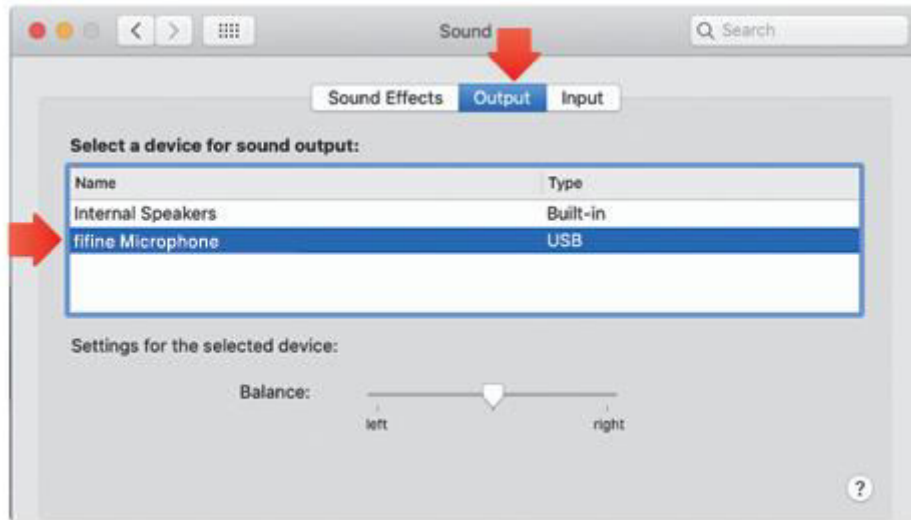 Sound
Search
Sound Effects Output Input
Select a device for sound output:
Name Type
Internal Speakers Built-in
fifine Microphone USB
Settings for the selected device:
Balance:
left right
?